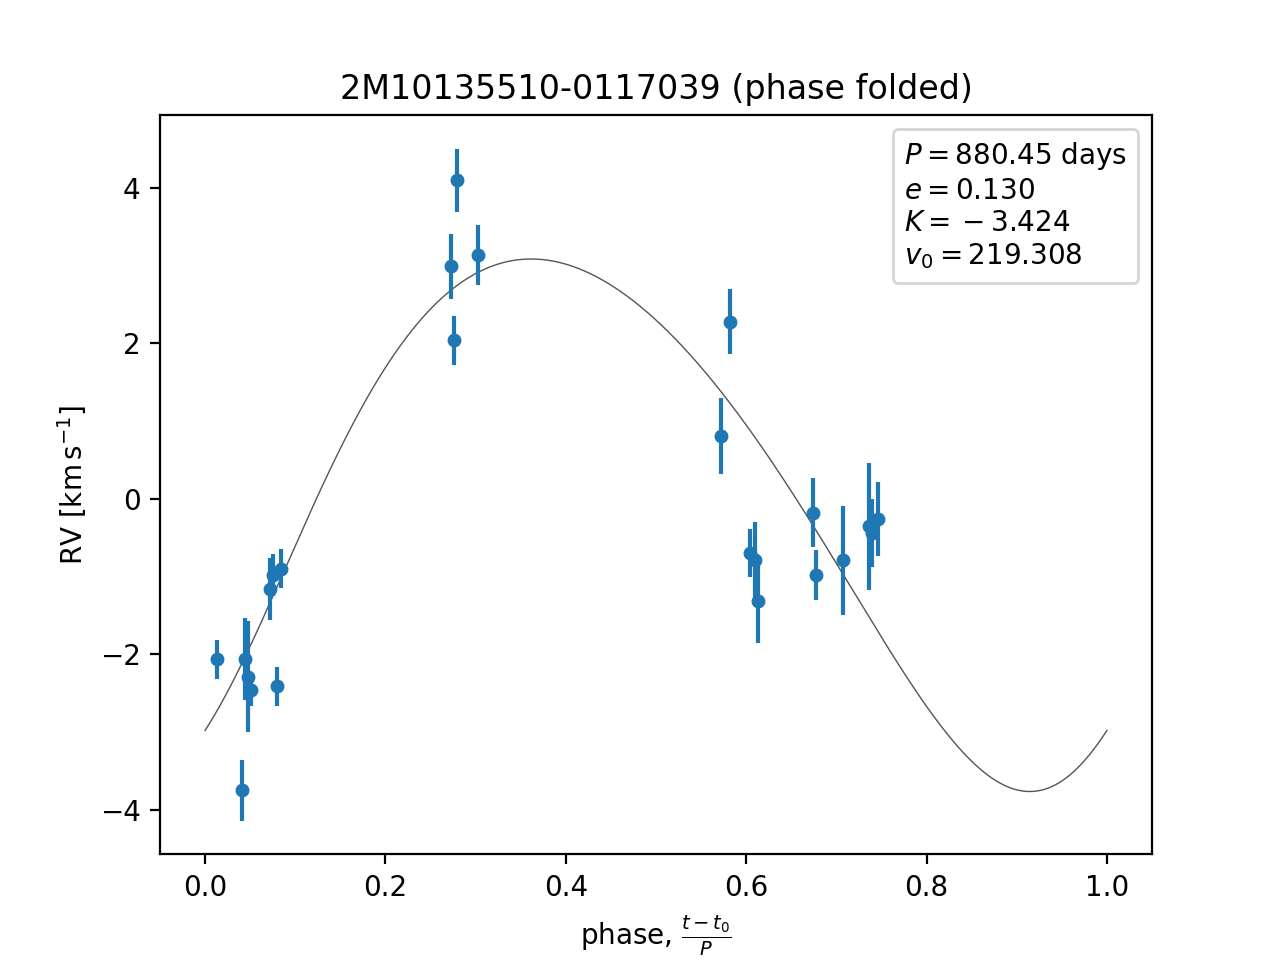 2M10135510-0117039 (phase folded)
P = 880.45 days
e = 0.130
K = −3.424
v₀ = 219.308
RV [km s⁻¹]
4
2
0
−2
−4
0.0 0.2 0.4 0.6 0.8 1.0
phase, (t − t₀)/P